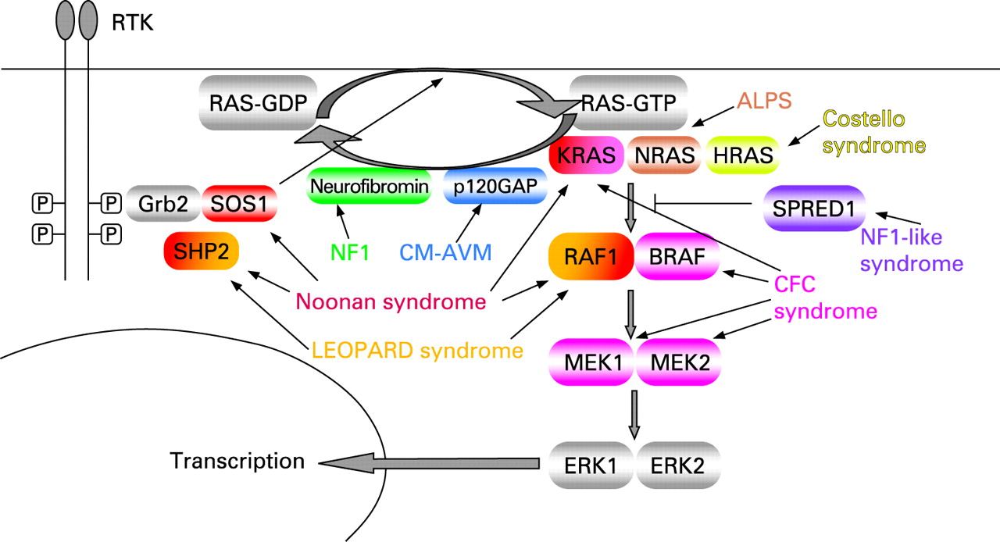 RTK
RAS-GDP
RAS-GTP
ALPS
Costello
syndrome
KRAS
NRAS
HRAS
Neurofibromin
p120GAP
P
P
Grb2
SOS1
SPRED1
P
P
SHP2
NF1
CM-AVM
RAF1
BRAF
NF1-like
syndrome
Noonan syndrome
CFC
syndrome
LEOPARD syndrome
MEK1
MEK2
Transcription
ERK1
ERK2